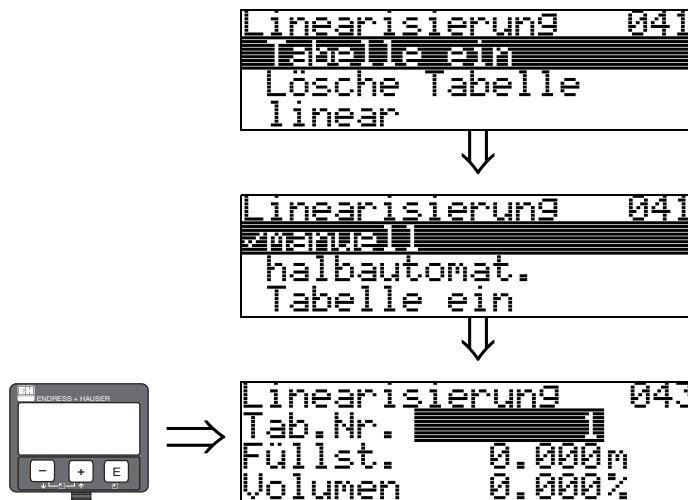 Linearisierung 041
Tabelle ein
Lösche Tabelle
linear
Linearisierung 041
✓manuell
halbautomat.
Tabelle ein
E+H
ENDRESS + HAUSER
- + E
Linearisierung 043
Tab.Nr. 1
Füllst. 0.000m
Volumen 0.000%